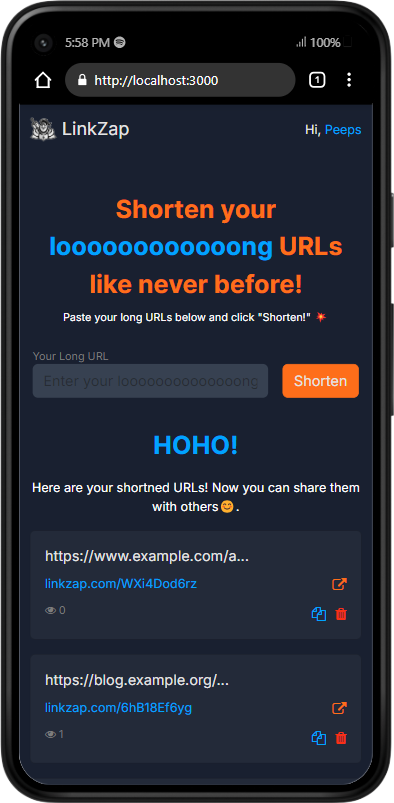 5:58 PM 100%
http://localhost:3000 1
LinkZap Hi, Peeps
Shorten your
looooooooooooong URLs
like never before!
Paste your long URLs below and click "Shorten!" 💥
Your Long URL
Enter your looooooooooooooong Shorten
HOHO!
Here are your shortned URLs! Now you can share them
with others😊.
https://www.example.com/a...
linkzap.com/WXi4Dod6rz
0
https://blog.example.org/...
linkzap.com/6hB18Ef6yg
1